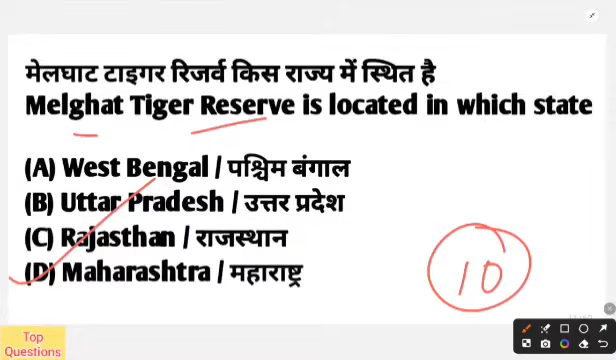 मेलघाट टाइगर रिजर्व किस राज्य में स्थित है
Melghat Tiger Reserve is located in which state
(A) West Bengal / पश्चिम बंगाल
(B) Uttar Pradesh / उत्तर प्रदेश
(C) Rajasthan / राजस्थान
(D) Maharashtra / महाराष्ट्र
10
Top
Questions